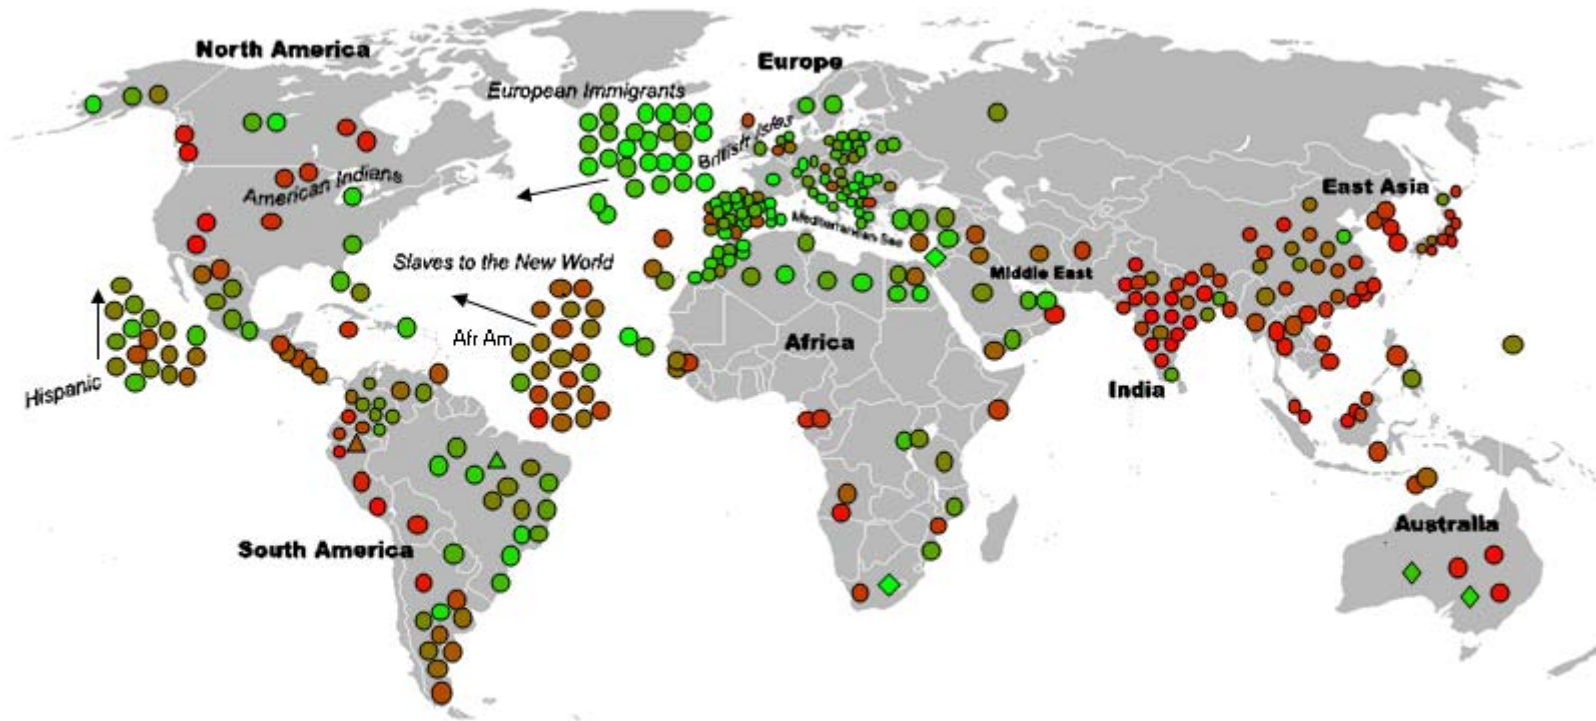 North America
Europe
European Immigrants
British Isles
American Indians
East Asia
Mediterranean Sea
Slaves to the New World
Middle East
Afr Am
Africa
Hispanic
India
South America
Australia